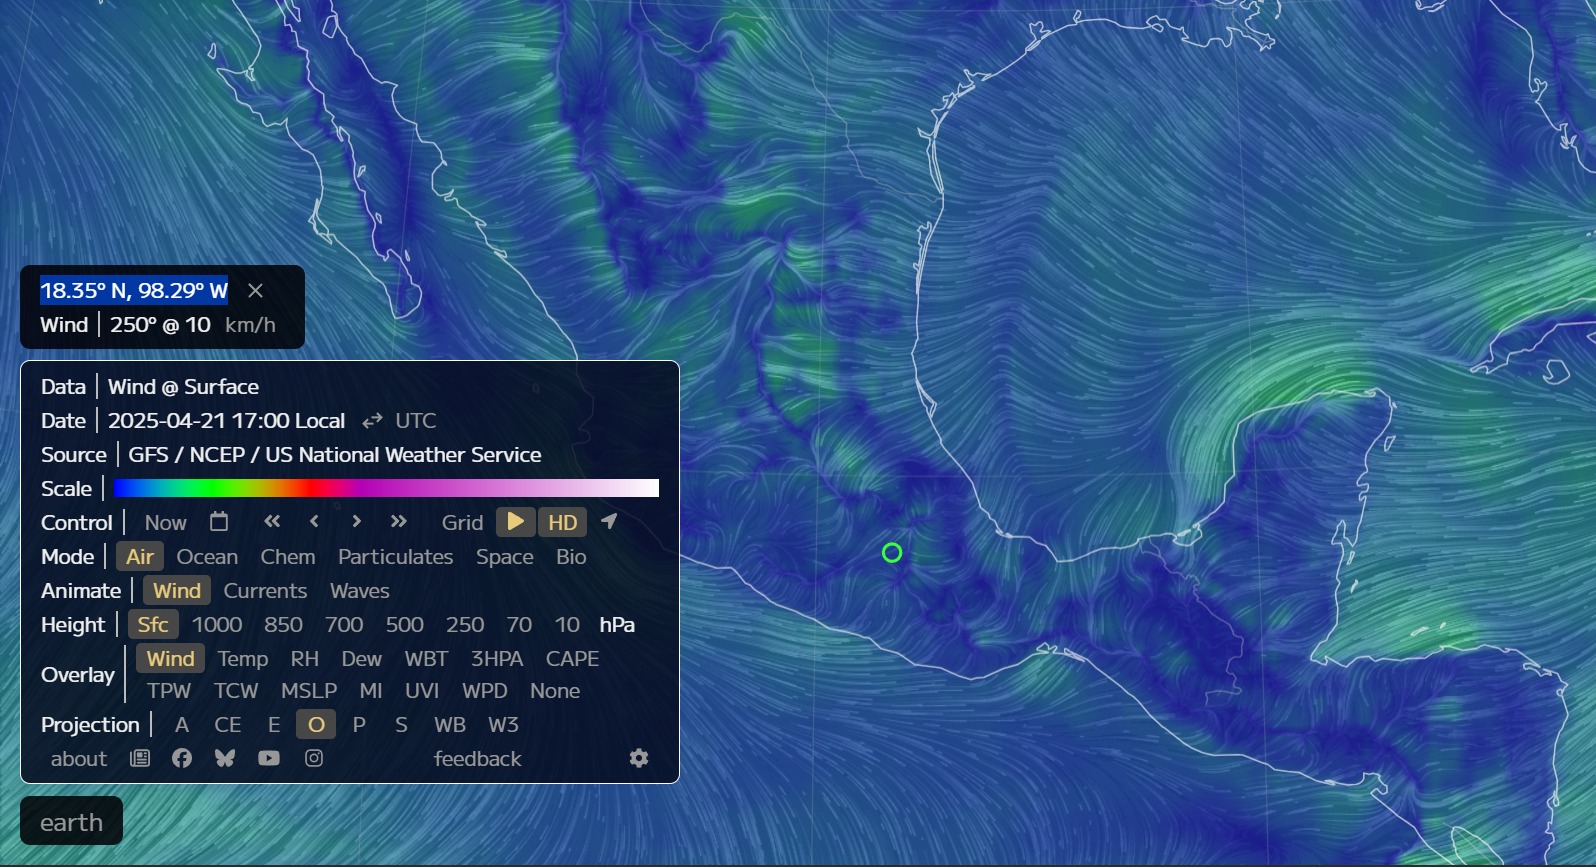 18.35° N, 98.29° W ×
Wind | 250° @ 10 km/h
Data | Wind @ Surface
Date | 2025-04-21 17:00 Local ⇄ UTC
Source | GFS / NCEP / US National Weather Service
Scale |
Control | Now « ‹ › » Grid HD
Mode | Air Ocean Chem Particulates Space Bio
Animate | Wind Currents Waves
Height | Sfc 1000 850 700 500 250 70 10 hPa
Overlay | Wind Temp RH Dew WBT 3HPA CAPE
TPW TCW MSLP MI UVI WPD None
Projection | A CE E O P S WB W3
about feedback
earth